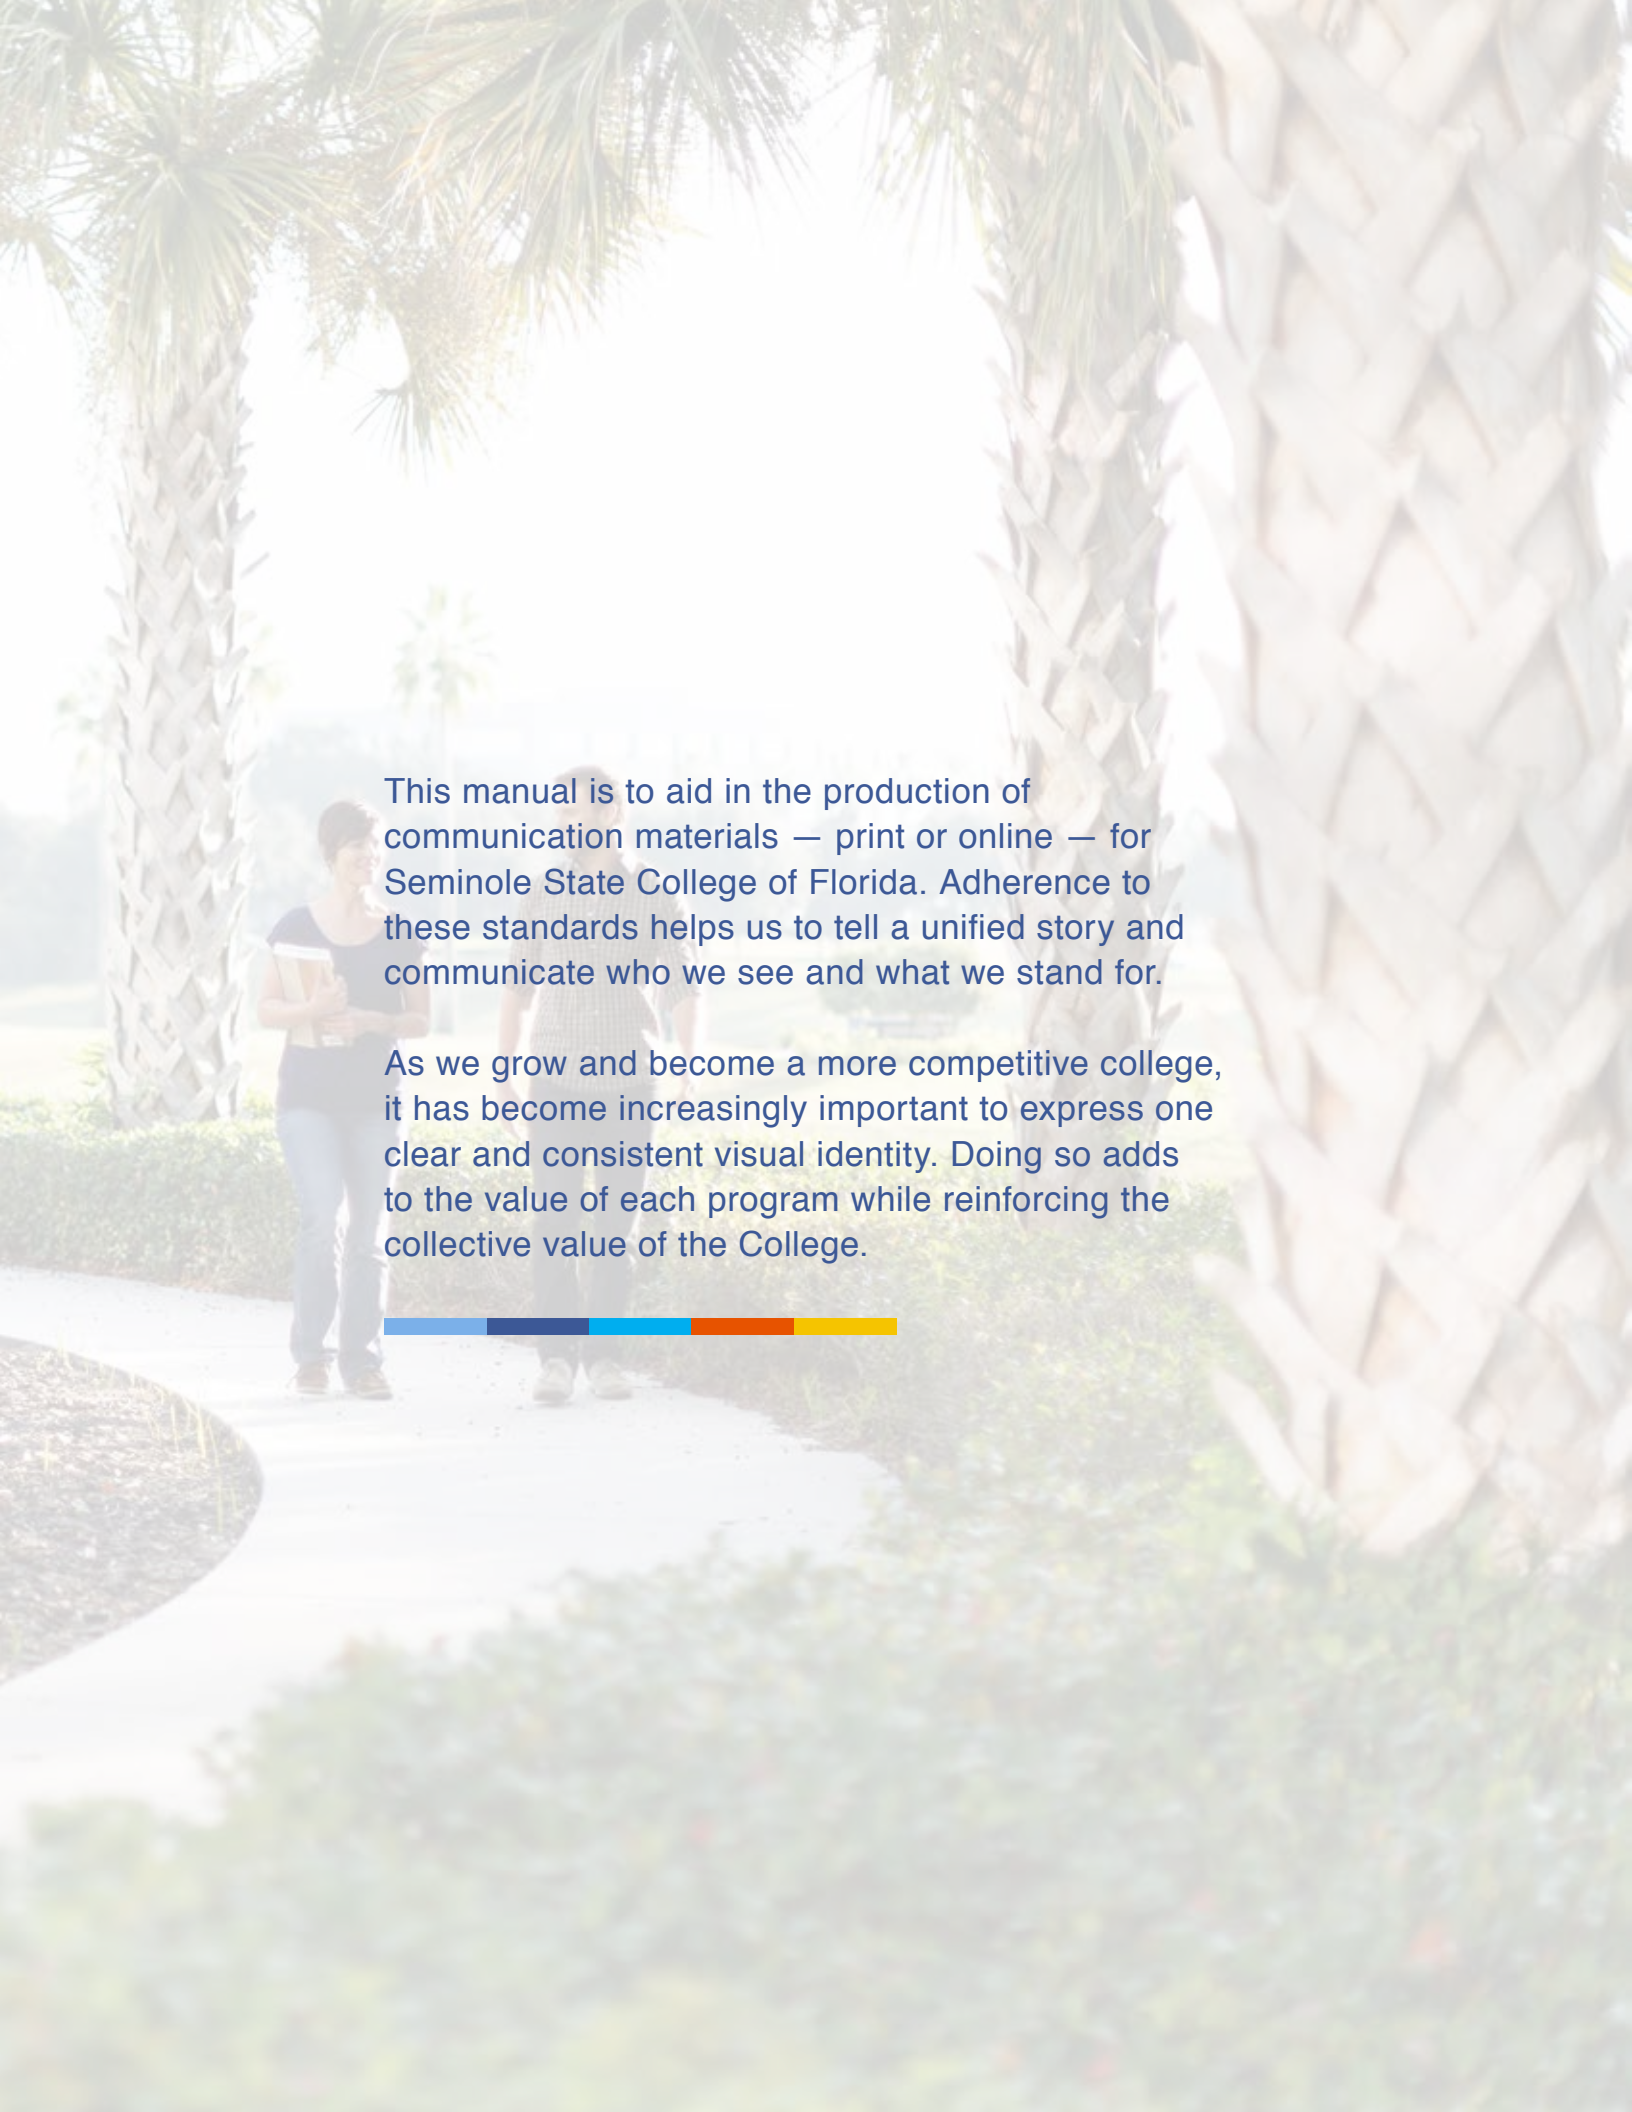 This manual is to aid in the production of
communication materials — print or online — for
Seminole State College of Florida. Adherence to
these standards helps us to tell a unified story and
communicate who we see and what we stand for.
As we grow and become a more competitive college,
it has become increasingly important to express one
clear and consistent visual identity. Doing so adds
to the value of each program while reinforcing the
collective value of the College.